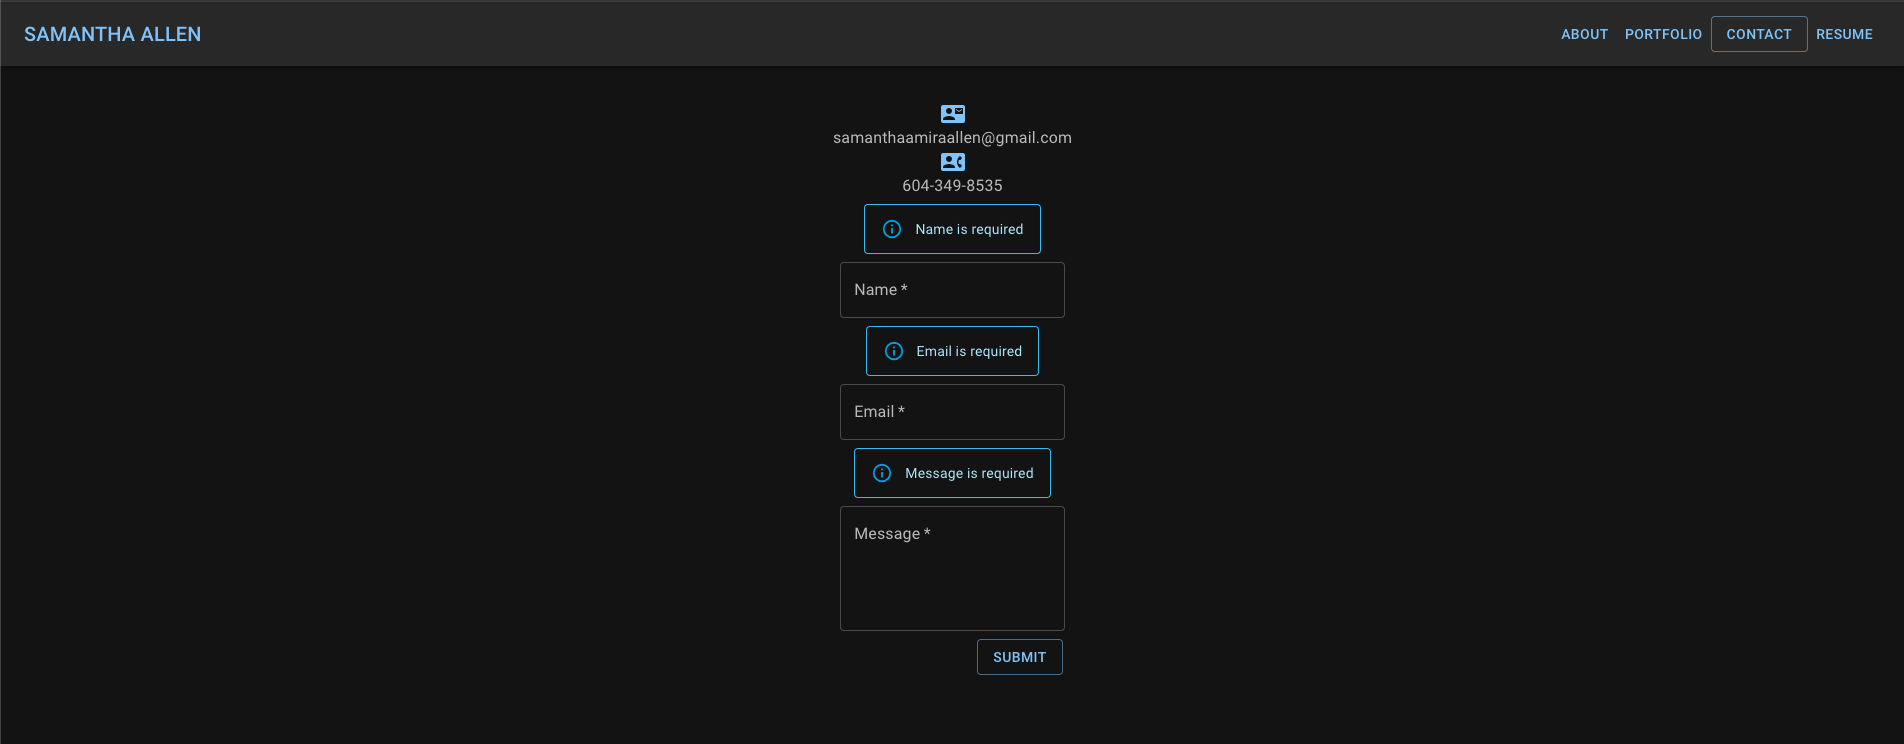 SAMANTHA ALLEN
ABOUT PORTFOLIO CONTACT RESUME
samanthaamiraallen@gmail.com
604-349-8535
Name is required
Name *
Email is required
Email *
Message is required
Message *
SUBMIT